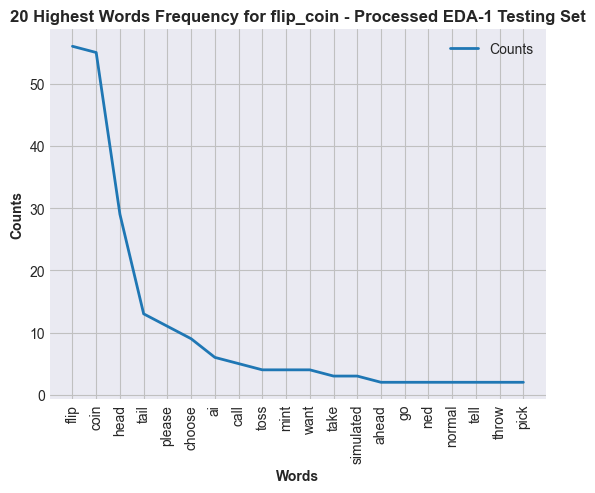 20 Highest Words Frequency for flip_coin - Processed EDA-1 Testing Set
Counts
50
40
30
20
10
0
Counts
flip
coin
head
tail
please
choose
ai
call
toss
mint
want
take
simulated
ahead
go
ned
normal
tell
throw
pick
Words